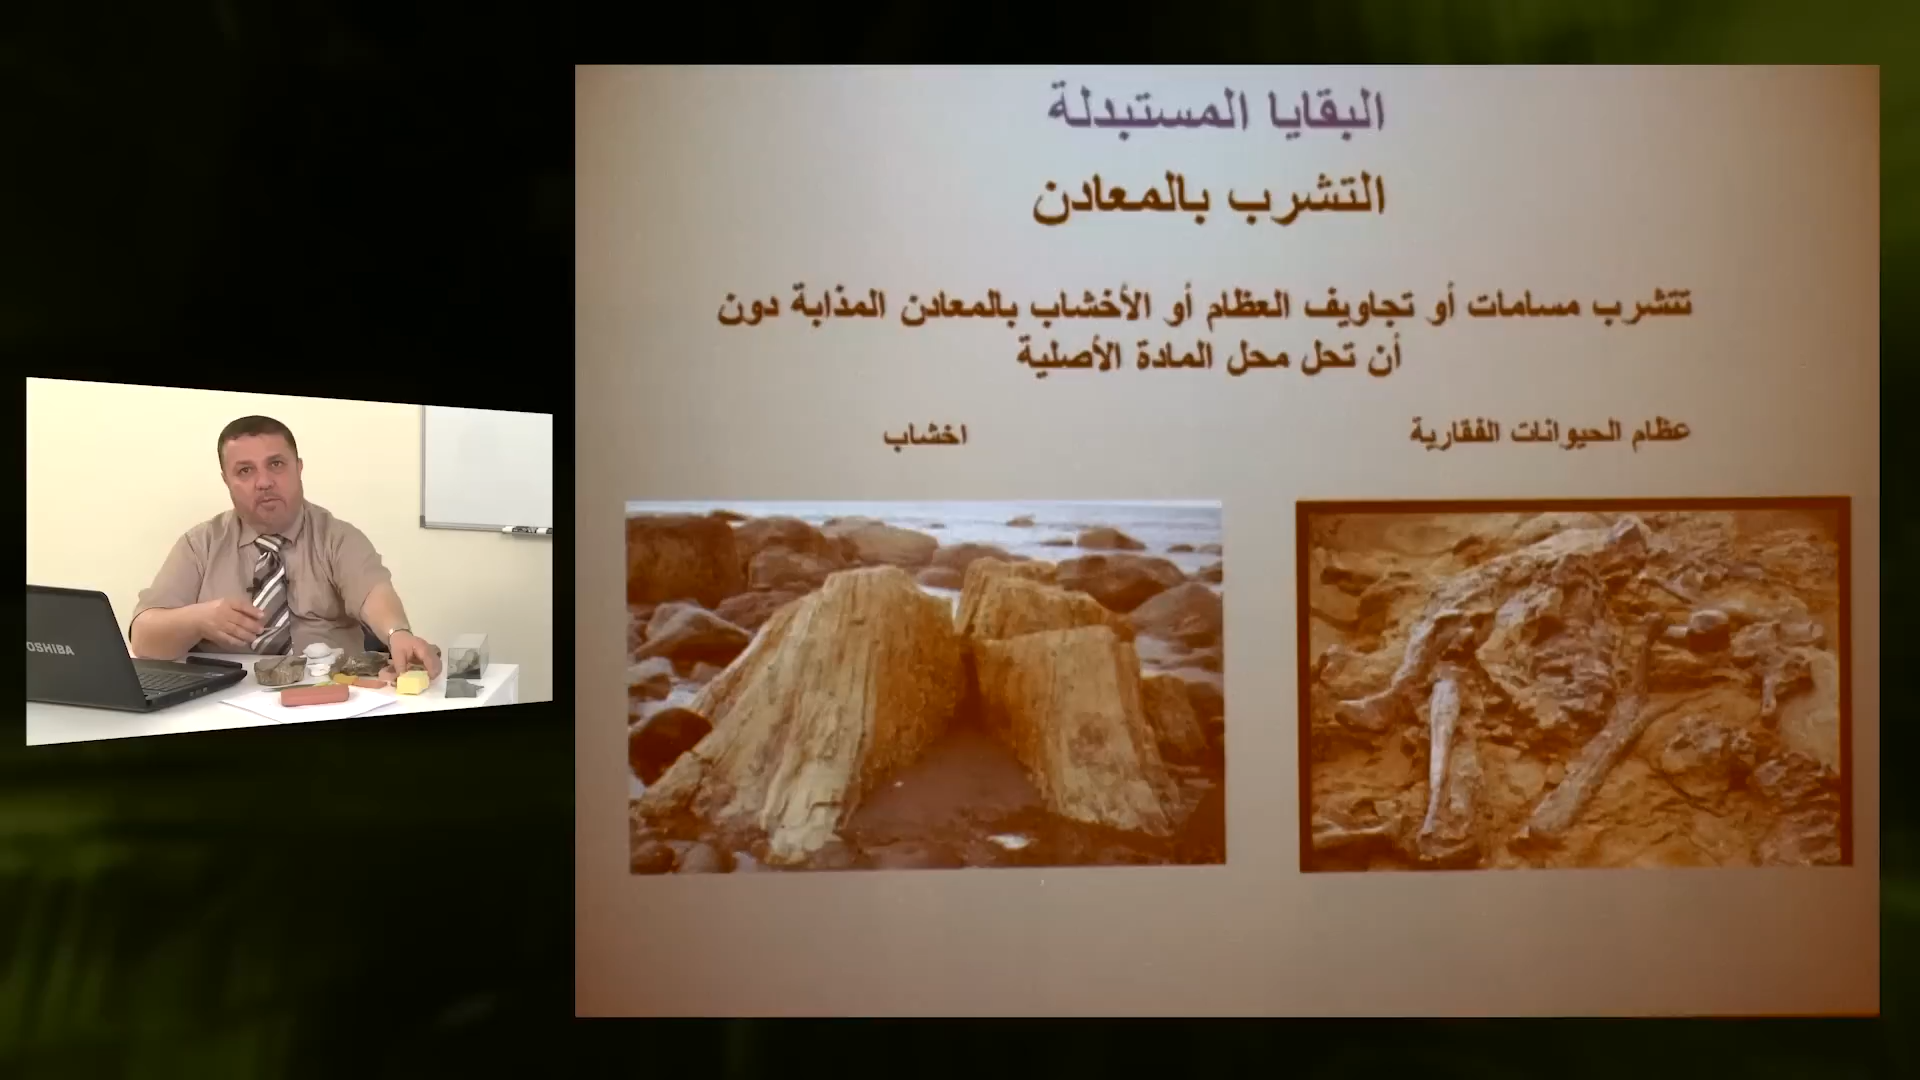 البقايا المستبدلة
التشرب بالمعادن
تتشرب مسامات أو تجاويف العظام أو الأخشاب بالمعادن المذابة دون
أن تحل محل المادة الأصلية
عظام الحيوانات الفقارية
اخشاب
OSHIBA